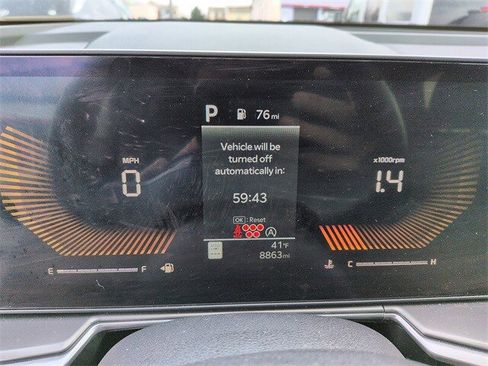 P 76 mi
Vehicle will be
turned off
automatically in:
59:43
OK : Reset
MPH
0
x1000rpm
1.4
41°F
8863 mi
E F
C H